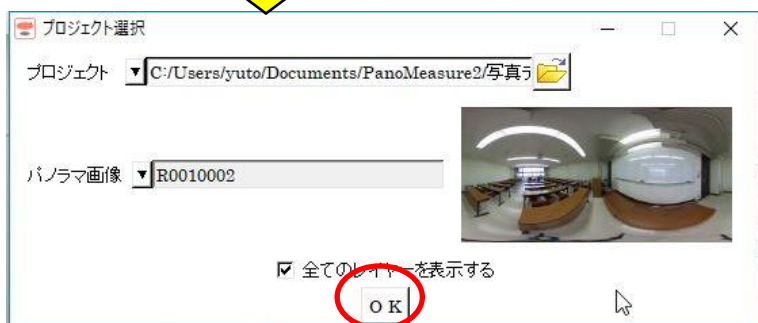 プロジェクト選択
プロジェクト C:/Users/yuto/Documents/PanoMeasure2/写真デ
パノラマ画像 R0010002
全てのレイヤーを表示する
O K